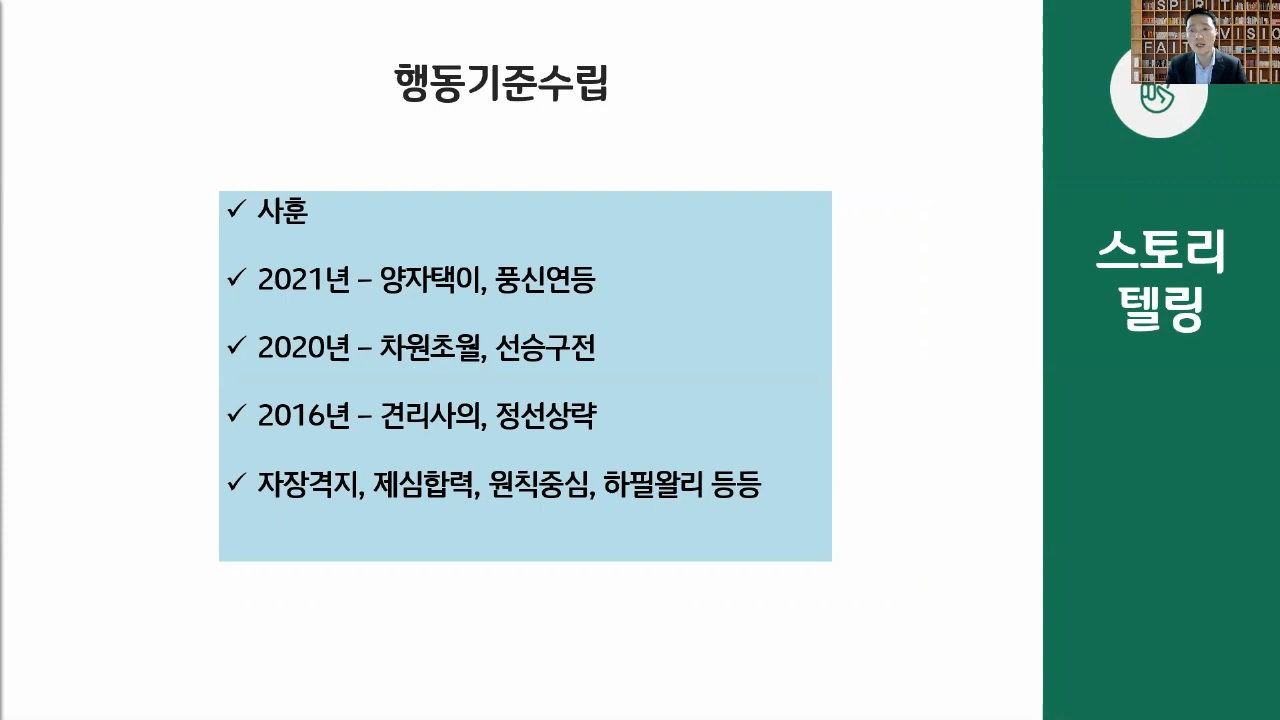 SPIRIT
VISIO
FAIT
행동기준수립
✓ 사훈
✓ 2021년 – 양자택이, 풍신연등
✓ 2020년 – 차원초월, 선승구전
✓ 2016년 – 견리사의, 정선상략
✓ 자장격지, 제심합력, 원칙중심, 하필왈리 등등
스토리
텔링